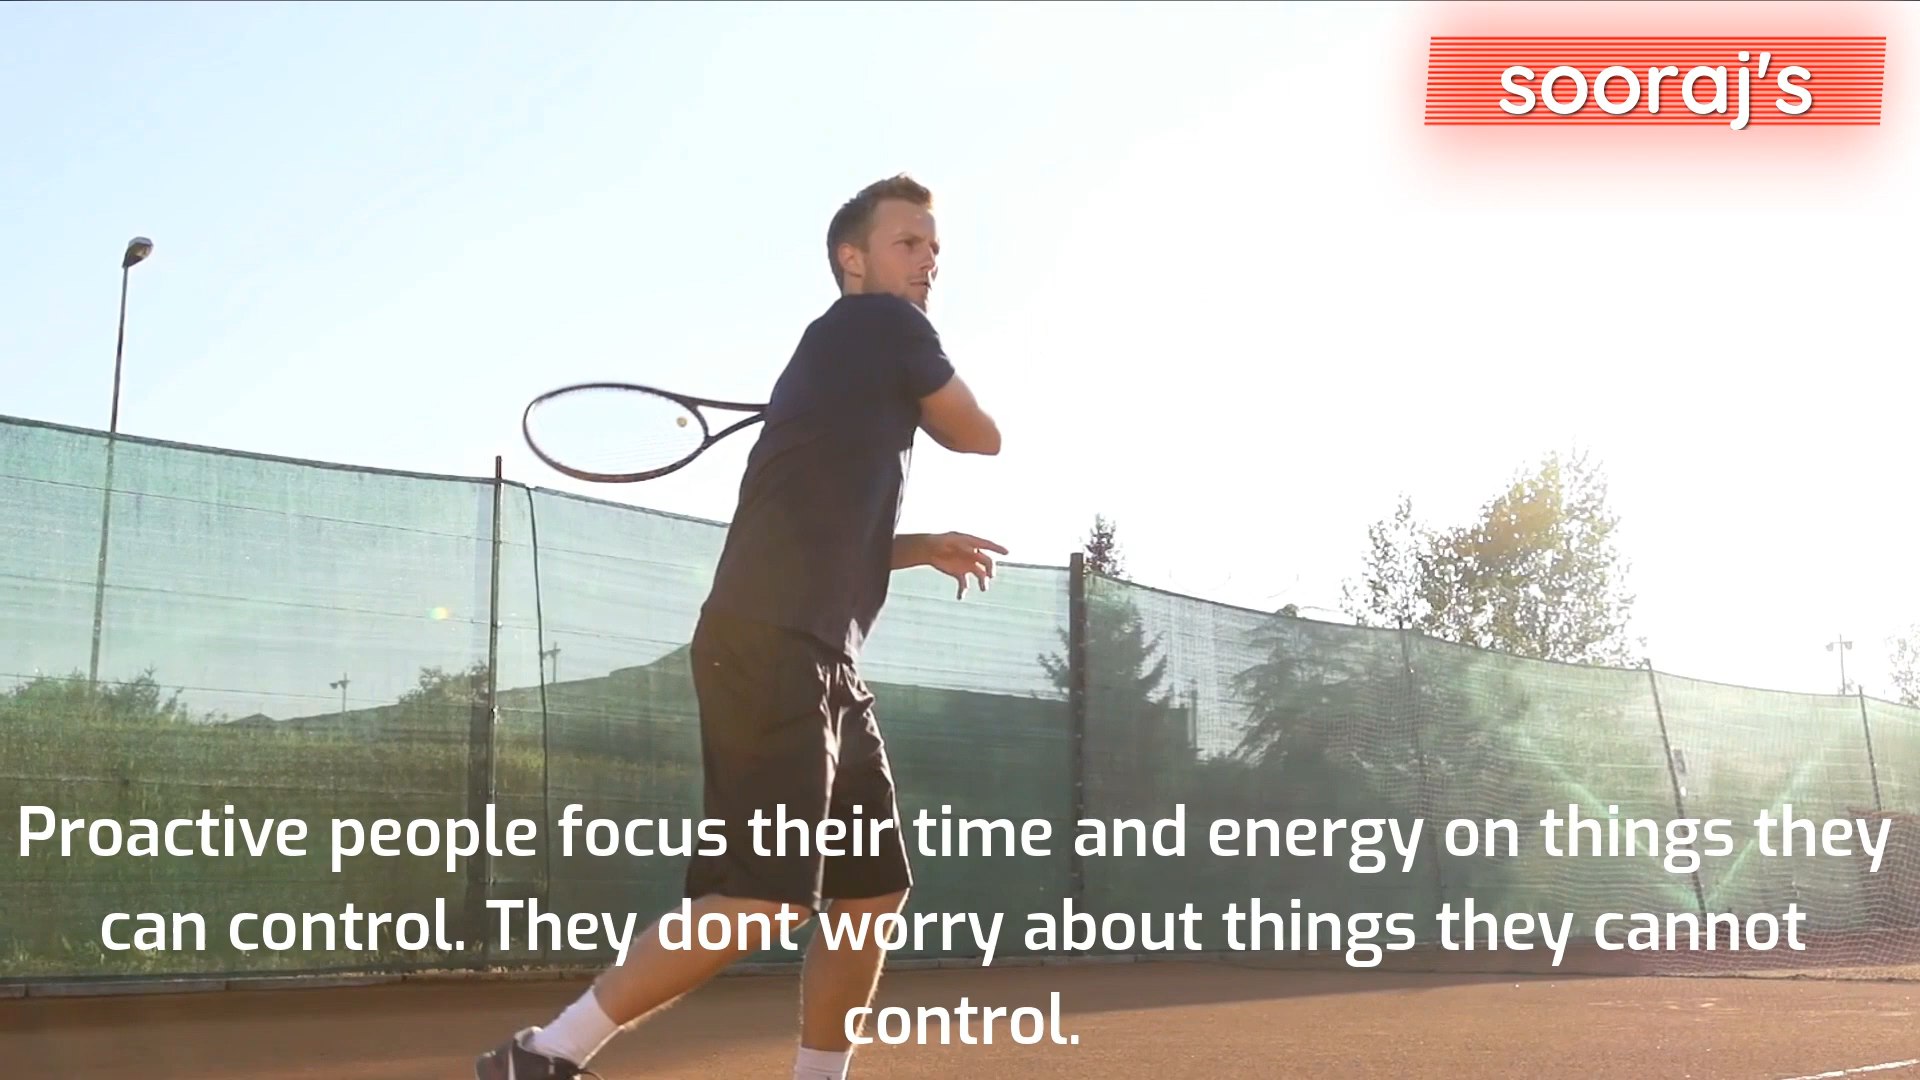 sooraj's
Proactive people focus their time and energy on things they
can control. They dont worry about things they cannot
control.